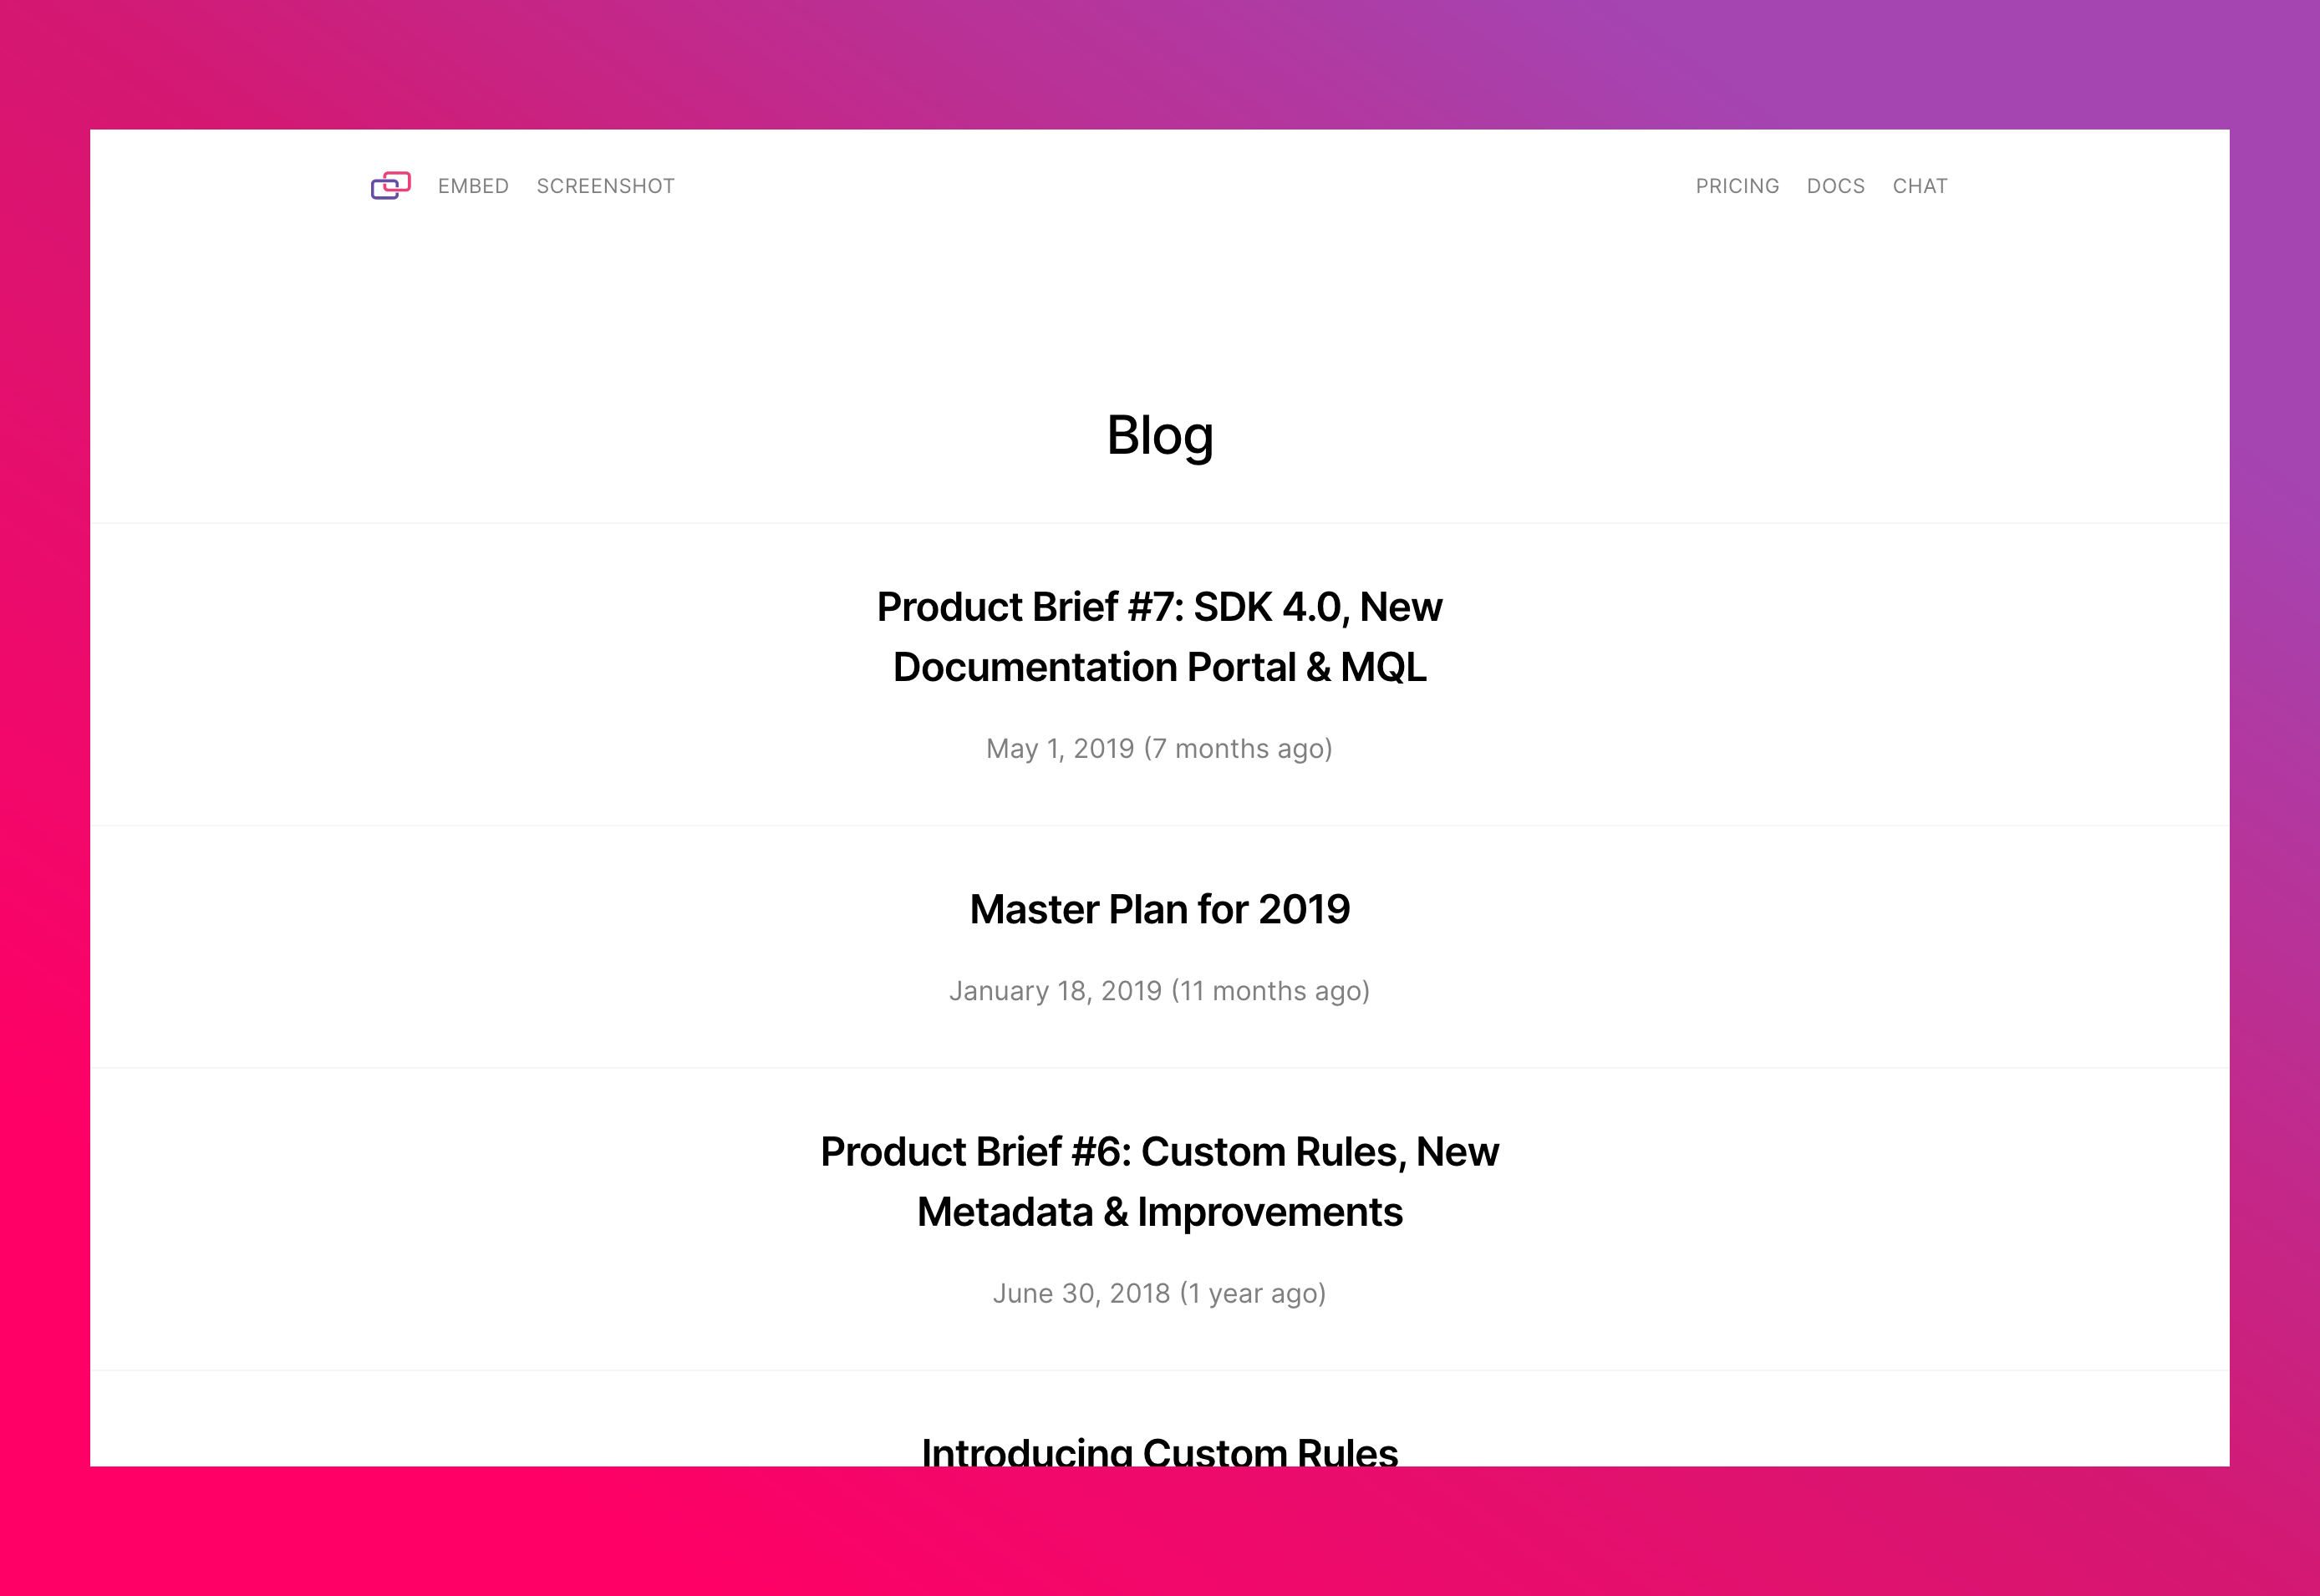 EMBED SCREENSHOT PRICING DOCS CHAT
Blog
Product Brief #7: SDK 4.0, New
Documentation Portal & MQL
May 1, 2019 (7 months ago)
Master Plan for 2019
January 18, 2019 (11 months ago)
Product Brief #6: Custom Rules, New
Metadata & Improvements
June 30, 2018 (1 year ago)
Introducing Custom Rules